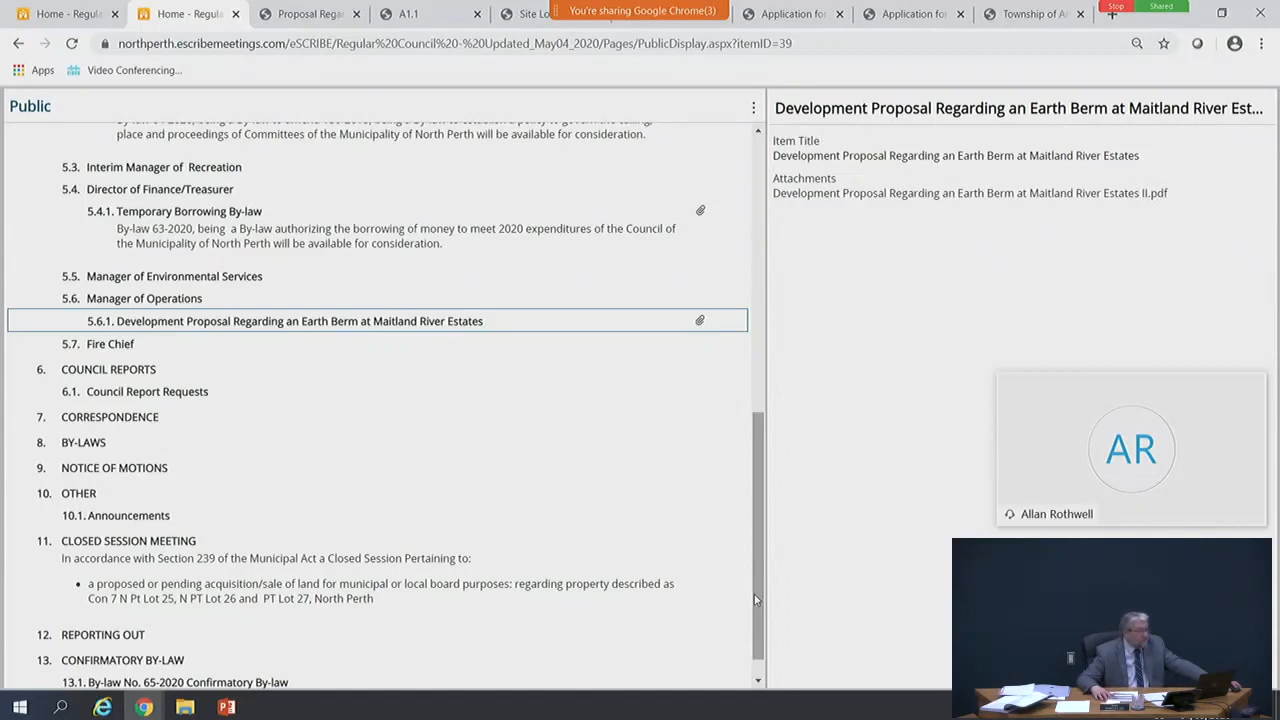 Home - Regula
Home - Regula
Proposal Regar
A1.1
Site Lo
You're sharing Google Chrome(3)
Application for
Application for
Township of A
Stop
Shared
northperth.escribemeetings.com/eSCRIBE/Regular%20Council%20-%20Updated_May04_2020/Pages/PublicDisplay.aspx?itemID=39
Apps
Video Conferencing...
Public
place and proceedings of Committees of the Municipality of North Perth will be available for consideration.
5.3. Interim Manager of Recreation
5.4. Director of Finance/Treasurer
5.4.1. Temporary Borrowing By-law
By-law 63-2020, being a By-law authorizing the borrowing of money to meet 2020 expenditures of the Council of
the Municipality of North Perth will be available for consideration.
5.5. Manager of Environmental Services
5.6. Manager of Operations
5.6.1. Development Proposal Regarding an Earth Berm at Maitland River Estates
5.7. Fire Chief
6. COUNCIL REPORTS
6.1. Council Report Requests
7. CORRESPONDENCE
8. BY-LAWS
9. NOTICE OF MOTIONS
10. OTHER
10.1. Announcements
11. CLOSED SESSION MEETING
In accordance with Section 239 of the Municipal Act a Closed Session Pertaining to:
• a proposed or pending acquisition/sale of land for municipal or local board purposes: regarding property described as
Con 7 N Pt Lot 25, N PT Lot 26 and PT Lot 27, North Perth
12. REPORTING OUT
13. CONFIRMATORY BY-LAW
13.1. By-law No. 65-2020 Confirmatory By-law
Development Proposal Regarding an Earth Berm at Maitland River Est...
Item Title
Development Proposal Regarding an Earth Berm at Maitland River Estates
Attachments
Development Proposal Regarding an Earth Berm at Maitland River Estates II.pdf
AR
Allan Rothwell